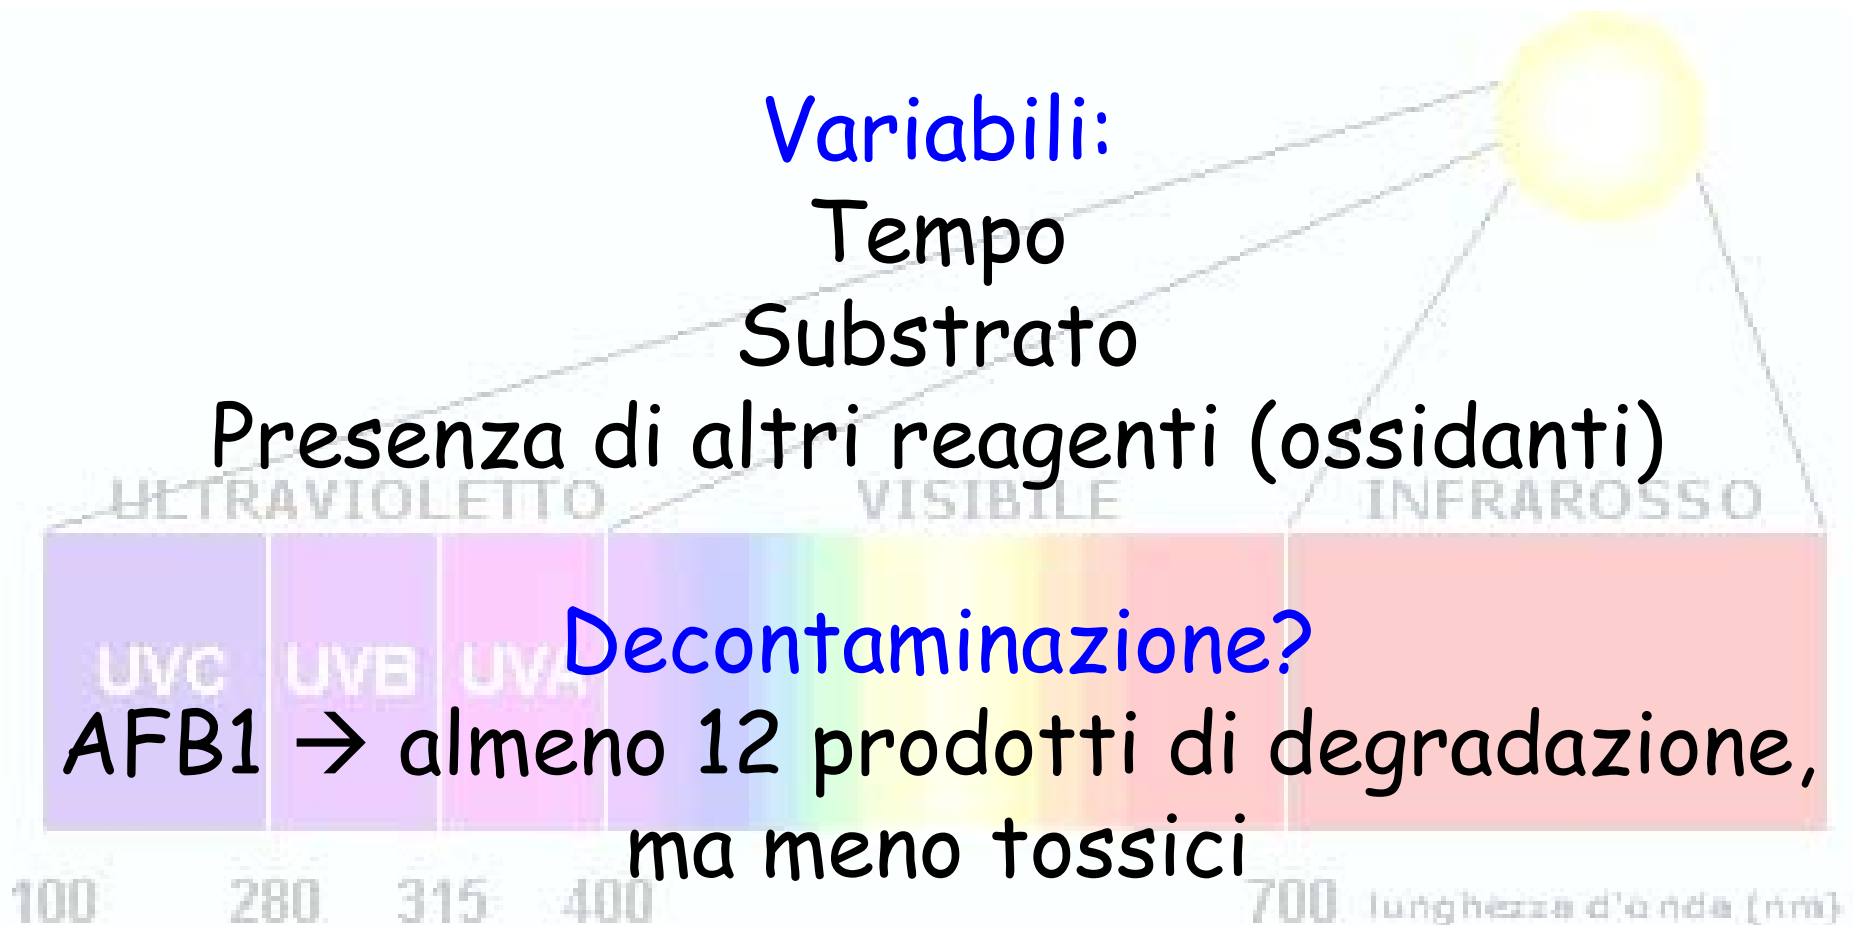 Variabili:
Tempo
Substrato
Presenza di altri reagenti (ossidanti)
ULTRAVIOLETTO VISIBILE INFRAROSSO
Decontaminazione?
UVC UVB UVA
AFB1 → almeno 12 prodotti di degradazione,
ma meno tossici
100 280 315 400 700 lunghezza d'onda (nm)